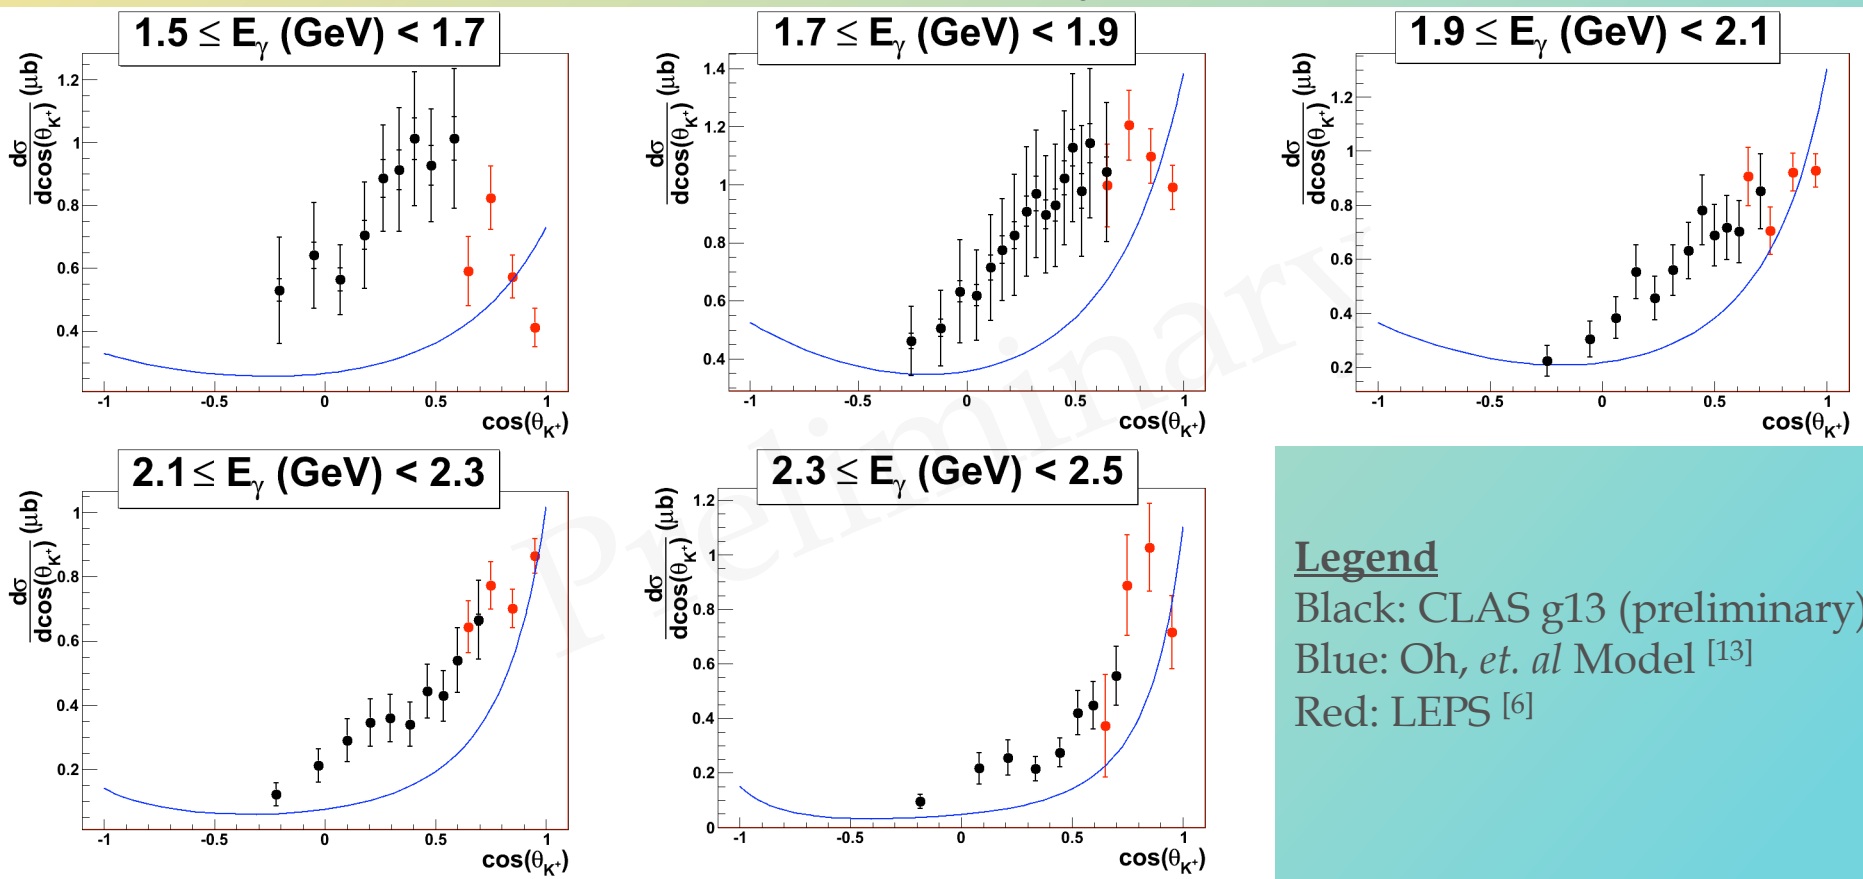 1.5 ≤ Eγ (GeV) < 1.7
dσ
dcos(θK+) (μb)
1.2
1
0.8
0.6
0.4
-1 -0.5 0 0.5 1
cos(θK+)
1.7 ≤ Eγ (GeV) < 1.9
dσ
dcos(θK+) (μb)
1.4
1.2
1
0.8
0.6
0.4
-1 -0.5 0 0.5 1
cos(θK+)
1.9 ≤ Eγ (GeV) < 2.1
dσ
dcos(θK+) (μb)
1.2
1
0.8
0.6
0.4
0.2
-1 -0.5 0 0.5 1
cos(θK+)
2.1 ≤ Eγ (GeV) < 2.3
dσ
dcos(θK+) (μb)
1
0.8
0.6
0.4
0.2
-1 -0.5 0 0.5 1
cos(θK+)
2.3 ≤ Eγ (GeV) < 2.5
dσ
dcos(θK+) (μb)
1.2
1
0.8
0.6
0.4
0.2
0
-1 -0.5 0 0.5 1
cos(θK+)
Preliminary
Legend
Black: CLAS g13 (preliminary)
Blue: Oh, et. al Model [13]
Red: LEPS [6]